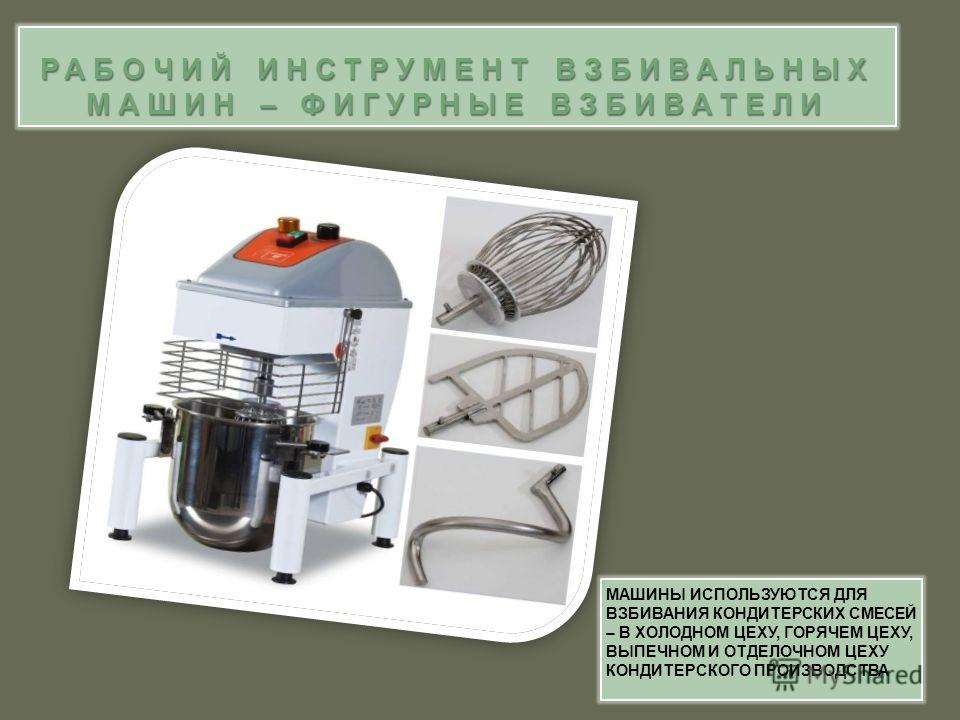 РАБОЧИЙ ИНСТРУМЕНТ ВЗБИВАЛЬНЫХ
МАШИН – ФИГУРНЫЕ ВЗБИВАТЕЛИ
МАШИНЫ ИСПОЛЬЗУЮТСЯ ДЛЯ
ВЗБИВАНИЯ КОНДИТЕРСКИХ СМЕСЕЙ
– В ХОЛОДНОМ ЦЕХУ, ГОРЯЧЕМ ЦЕХУ,
ВЫПЕЧНОМ И ОТДЕЛОЧНОМ ЦЕХУ
КОНДИТЕРСКОГО ПРОИЗВОДСТВА
MyShared